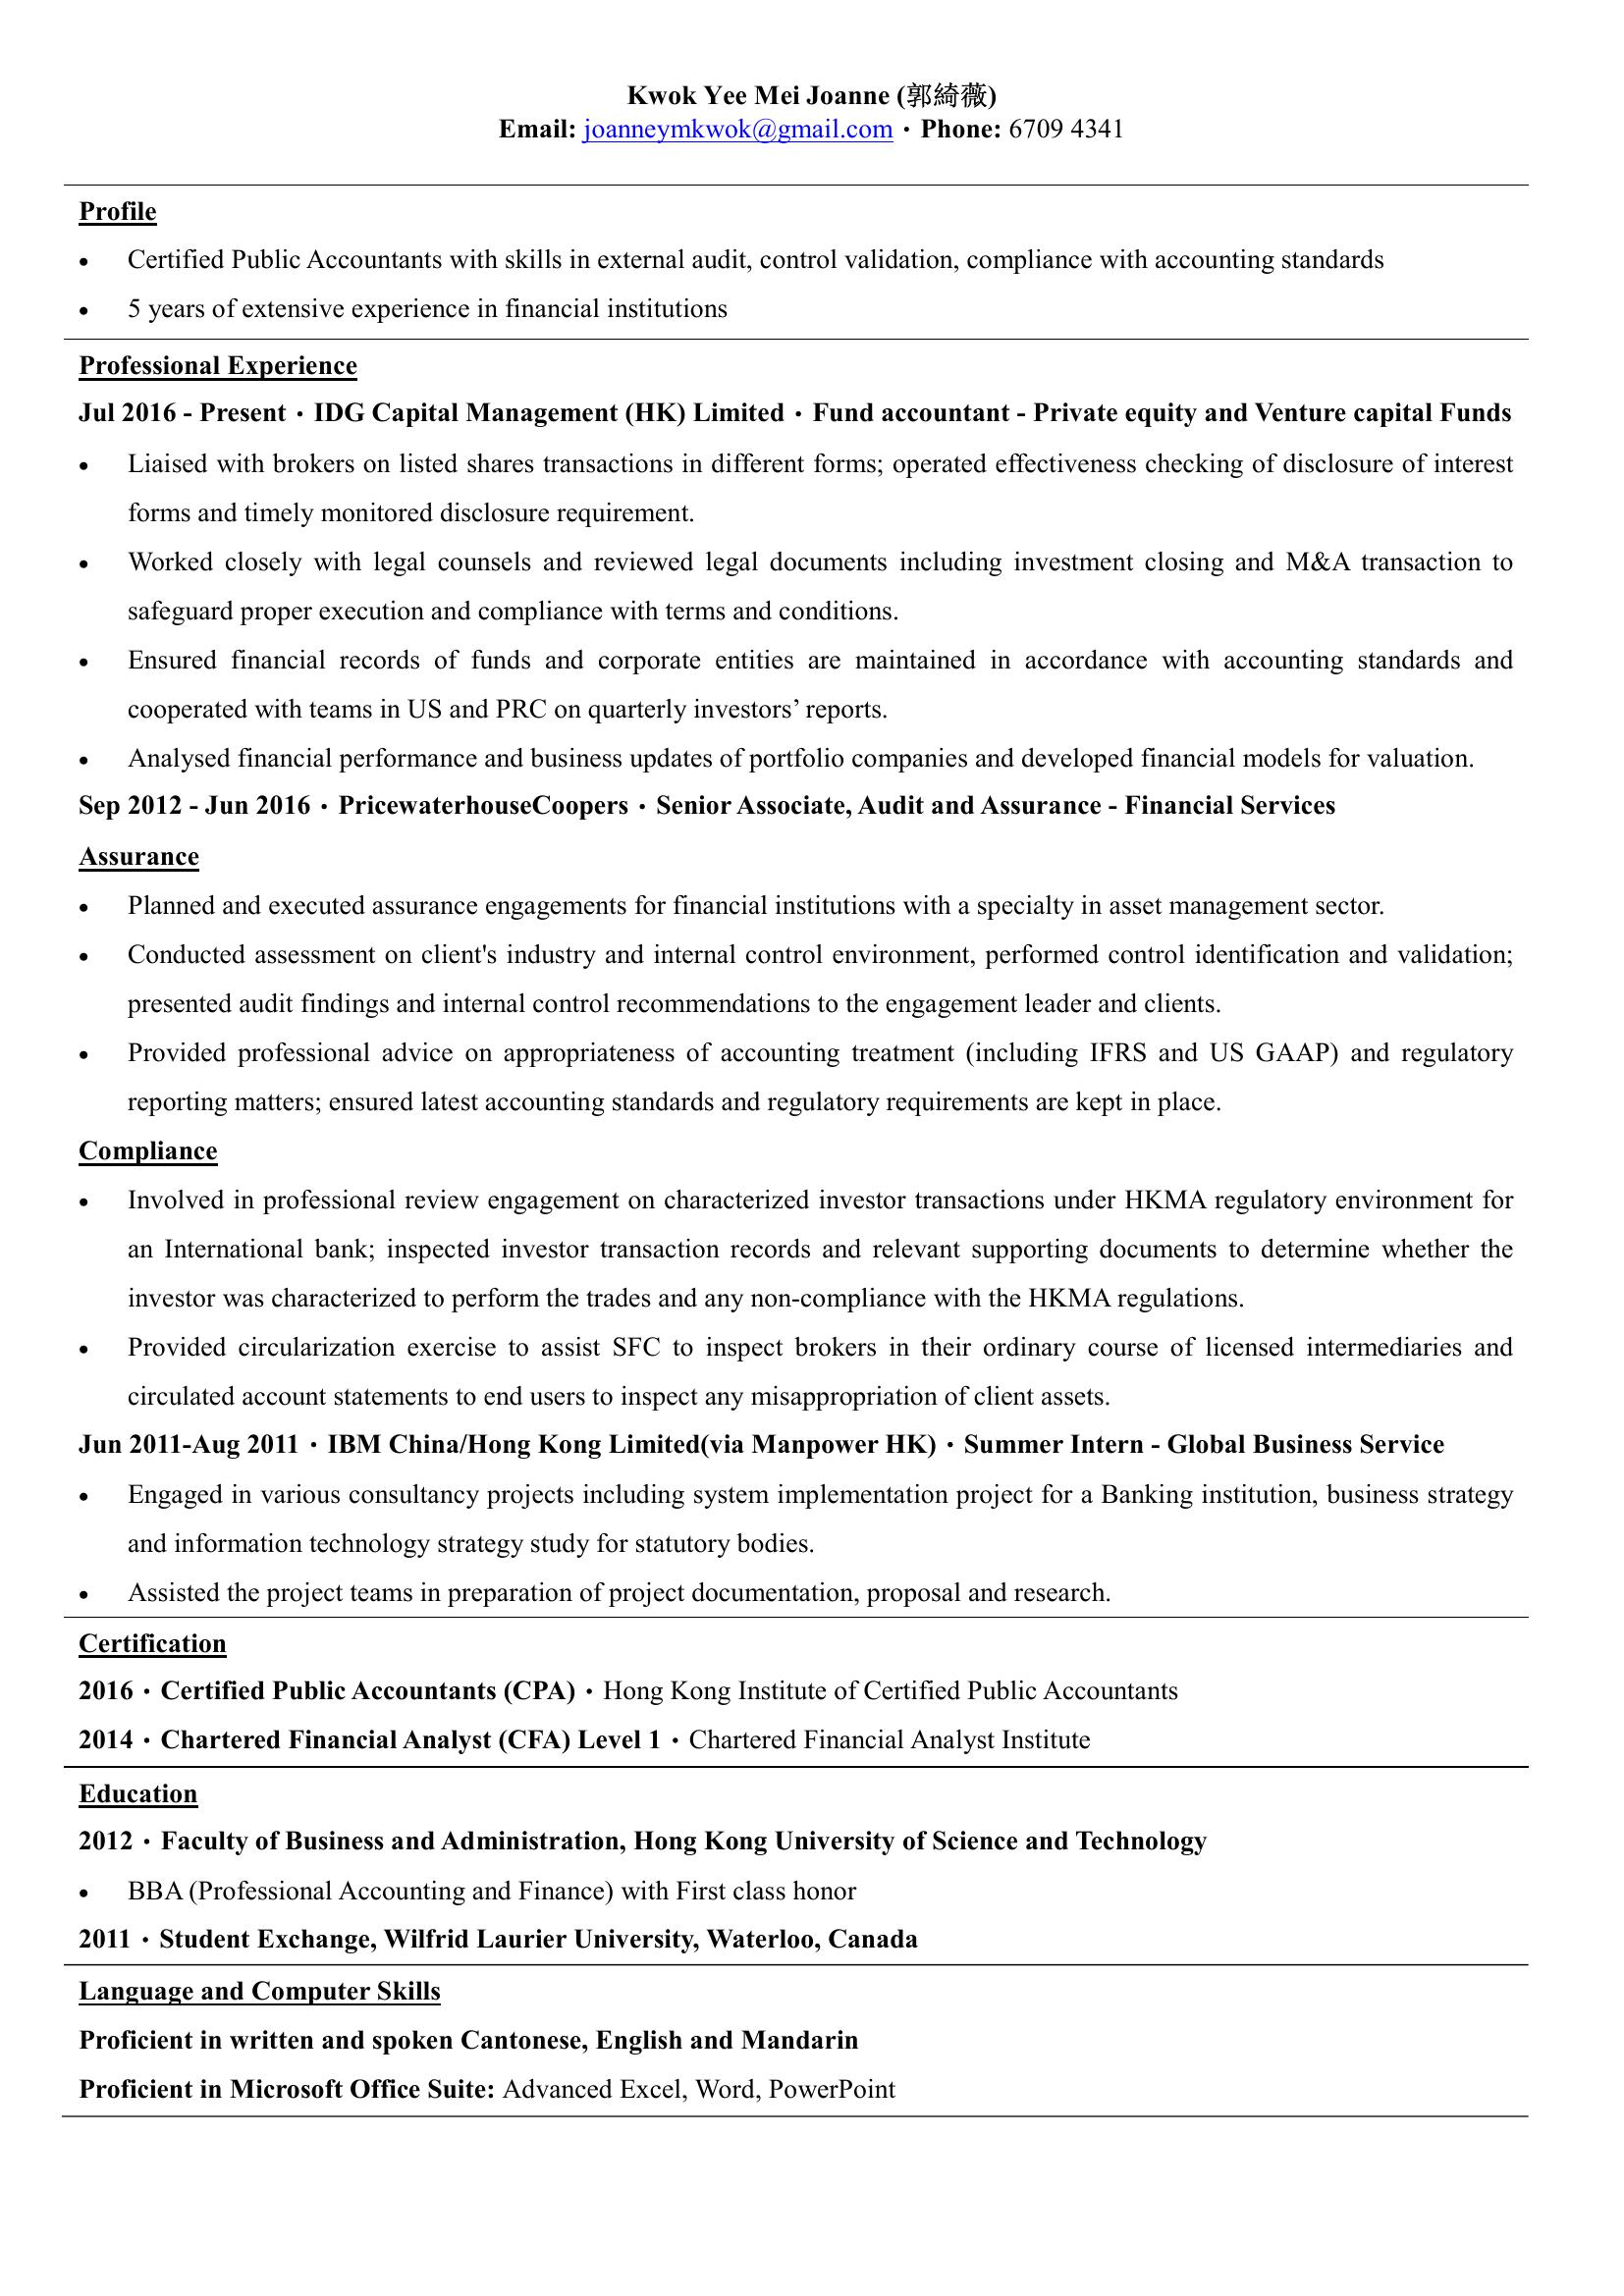 Kwok Yee Mei Joanne (郭綺薇)
Email: joanneymkwok@gmail.com · Phone: 6709 4341
Profile
• Certified Public Accountants with skills in external audit, control validation, compliance with accounting standards
• 5 years of extensive experience in financial institutions
Professional Experience
Jul 2016 - Present · IDG Capital Management (HK) Limited · Fund accountant - Private equity and Venture capital Funds
• Liaised with brokers on listed shares transactions in different forms; operated effectiveness checking of disclosure of interest
forms and timely monitored disclosure requirement.
• Worked closely with legal counsels and reviewed legal documents including investment closing and M&A transaction to
safeguard proper execution and compliance with terms and conditions.
• Ensured financial records of funds and corporate entities are maintained in accordance with accounting standards and
cooperated with teams in US and PRC on quarterly investors’ reports.
• Analysed financial performance and business updates of portfolio companies and developed financial models for valuation.
Sep 2012 - Jun 2016 · PricewaterhouseCoopers · Senior Associate, Audit and Assurance - Financial Services
Assurance
• Planned and executed assurance engagements for financial institutions with a specialty in asset management sector.
• Conducted assessment on client's industry and internal control environment, performed control identification and validation;
presented audit findings and internal control recommendations to the engagement leader and clients.
• Provided professional advice on appropriateness of accounting treatment (including IFRS and US GAAP) and regulatory
reporting matters; ensured latest accounting standards and regulatory requirements are kept in place.
Compliance
• Involved in professional review engagement on characterized investor transactions under HKMA regulatory environment for
an International bank; inspected investor transaction records and relevant supporting documents to determine whether the
investor was characterized to perform the trades and any non-compliance with the HKMA regulations.
• Provided circularization exercise to assist SFC to inspect brokers in their ordinary course of licensed intermediaries and
circulated account statements to end users to inspect any misappropriation of client assets.
Jun 2011-Aug 2011 · IBM China/Hong Kong Limited(via Manpower HK) · Summer Intern - Global Business Service
• Engaged in various consultancy projects including system implementation project for a Banking institution, business strategy
and information technology strategy study for statutory bodies.
• Assisted the project teams in preparation of project documentation, proposal and research.
Certification
2016 · Certified Public Accountants (CPA) · Hong Kong Institute of Certified Public Accountants
2014 · Chartered Financial Analyst (CFA) Level 1 · Chartered Financial Analyst Institute
Education
2012 · Faculty of Business and Administration, Hong Kong University of Science and Technology
• BBA (Professional Accounting and Finance) with First class honor
2011 · Student Exchange, Wilfrid Laurier University, Waterloo, Canada
Language and Computer Skills
Proficient in written and spoken Cantonese, English and Mandarin
Proficient in Microsoft Office Suite: Advanced Excel, Word, PowerPoint